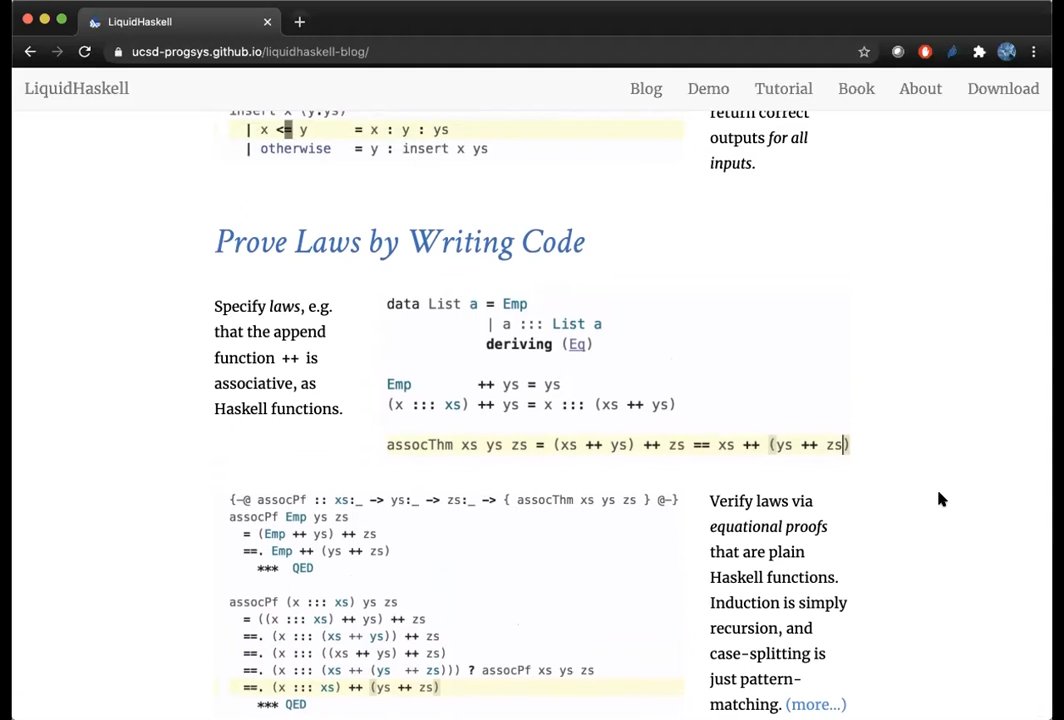 LiquidHaskell
ucsd-progsys.github.io/liquidhaskell-blog/
LiquidHaskell Blog Demo Tutorial Book About Download
insert x (y:ys)
| x <= y = x : y : ys
| otherwise = y : insert x ys
return correct
outputs for all
inputs.
Prove Laws by Writing Code
Specify laws, e.g.
that the append
function ++ is
associative, as
Haskell functions.
data List a = Emp
| a ::: List a
deriving (Eq)
Emp ++ ys = ys
(x ::: xs) ++ ys = x ::: (xs ++ ys)
assocThm xs ys zs = (xs ++ ys) ++ zs == xs ++ (ys ++ zs)
{-@ assocPf :: xs:_ -> ys:_ -> zs:_ -> { assocThm xs ys zs } @-}
assocPf Emp ys zs
= (Emp ++ ys) ++ zs
==. Emp ++ (ys ++ zs)
*** QED
assocPf (x ::: xs) ys zs
= ((x ::: xs) ++ ys) ++ zs
==. (x ::: (xs ++ ys)) ++ zs
==. (x ::: ((xs ++ ys) ++ zs)
==. (x ::: (xs ++ (ys ++ zs))) ? assocPf xs ys zs
==. (x ::: xs) ++ (ys ++ zs)
*** QED
Verify laws via
equational proofs
that are plain
Haskell functions.
Induction is simply
recursion, and
case-splitting is
just pattern-
matching. (more...)